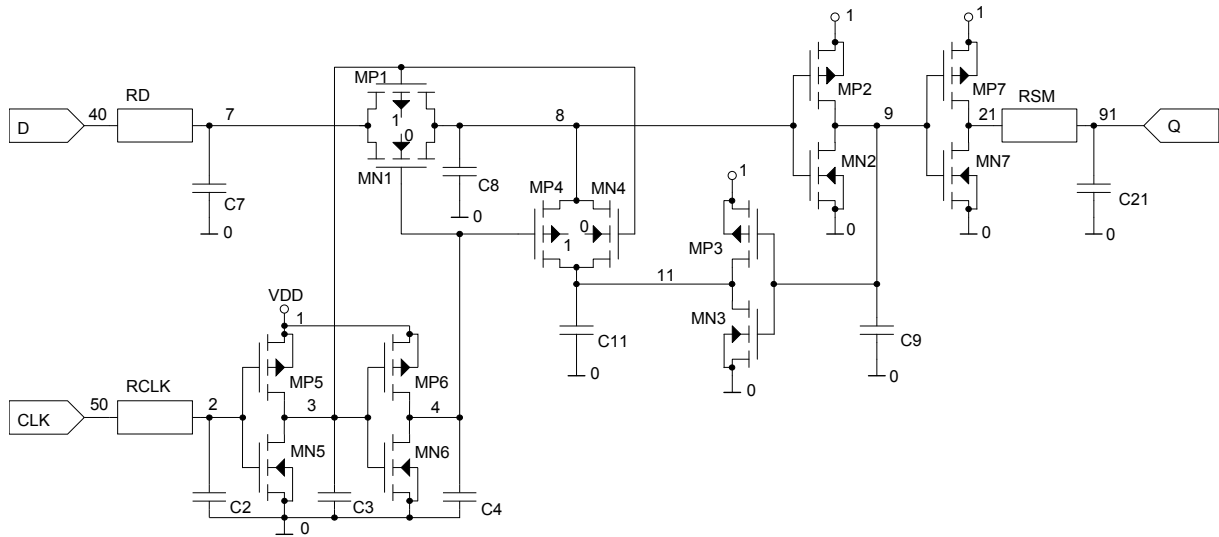 1
1
MP1
RD
MP2
MP7
RSM
D
40
7
1
0
8
9
21
91
Q
MN1
C8
MP4
MN4
1
MN2
MN7
C7
0
1
0
C21
0
0
0
0
MP3
11
VDD
1
MN3
C11
C9
MP5
MP6
RCLK
0
0
0
CLK
50
2
3
4
MN5
MN6
C2
C3
C4
0